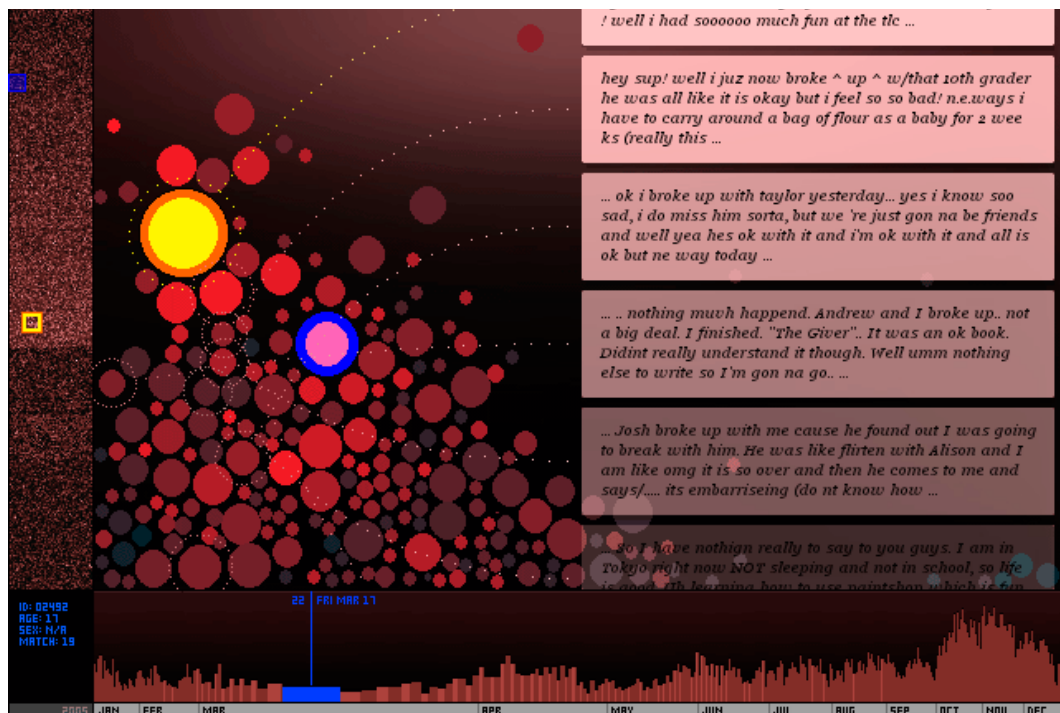 ! well i had soooooo much fun at the tlc ...
hey sup! well i juz now broke ^ up ^ w/that 10th grader
he was all like it is okay but i feel so so bad! n.e.ways i
have to carry around a bag of flour as a baby for 2 wee
ks (really this ...
... ok i broke up with taylor yesterday... yes i know soo
sad, i do miss him sorta, but we 're just gon na be friends
and well yea hes ok with it and i'm ok with it and all is
ok but ne way today ...
... .. nothing muvh happend. Andrew and I broke up.. not
a big deal. I finished. "The Giver".. It was an ok book.
Didint really understand it though. Well umm nothing
else to write so I'm gon na go.. ...
... Josh broke up with me cause he found out I was going
to break with him. He was like flirten with Alison and I
am like omg it is so over and then he comes to me and
says/..... its embarriseing (do nt know how ...
... So I have nothign really to say to you guys. I am in
Tokyo right now NOT sleeping and not in school, so life
is good. Uh learning how to use paintshop which is fun
22 FRI MAR 17
ID: 02492
AGE: 17
SEX: N/A
MATCH: 19
2005 JAN FEB MAR APR MAY JUN JUL AUG SEP OCT NOV DEC